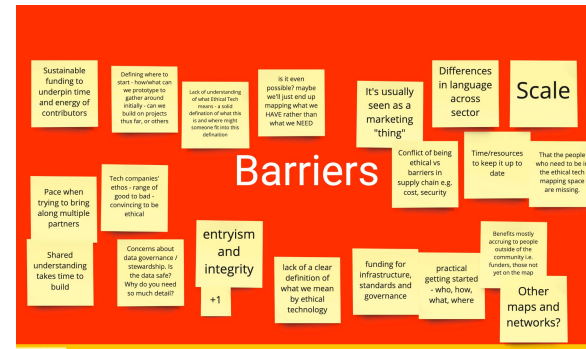 Sustainable
funding to
underpin time
and energy of
contributors
Defining where to
start - how/what can
we prototype to
gather around
initially - can we
build on projects
thus far, or others
Lack of understanding
of what Ethical Tech
means - a solid
defination of what this
is and where might
someone fit into this
defination
Is it even
possible? maybe
we'll just end up
mapping what we
HAVE rather than
what we NEED
It's usually
seen as a
marketing
"thing"
Differences
in language
across
sector
Scale
Barriers
Conflict of being
ethical vs
barriers in
supply chain e.g.
cost, security
Time/resources
to keep it up to
date
That the people
who need to be in
the ethical tech
mapping space
are missing.
Pace when
trying to bring
along multiple
partners
Tech companies'
ethos - range of
good to bad -
convincing to be
ethical
Shared
understanding
takes time to
build
Concerns about
data governance /
stewardship. Is
the data safe?
Why do you need
so much detail?
entryism
and
integrity
+1
lack of a clear
definition of
what we mean
by ethical
technology
funding for
infrastructure,
standards and
governance
practical
getting started
- who, how,
what, where
Benefits mostly
accruing to people
outside of the
community i.e.
funders, those not
yet on the map
Other
maps and
networks?